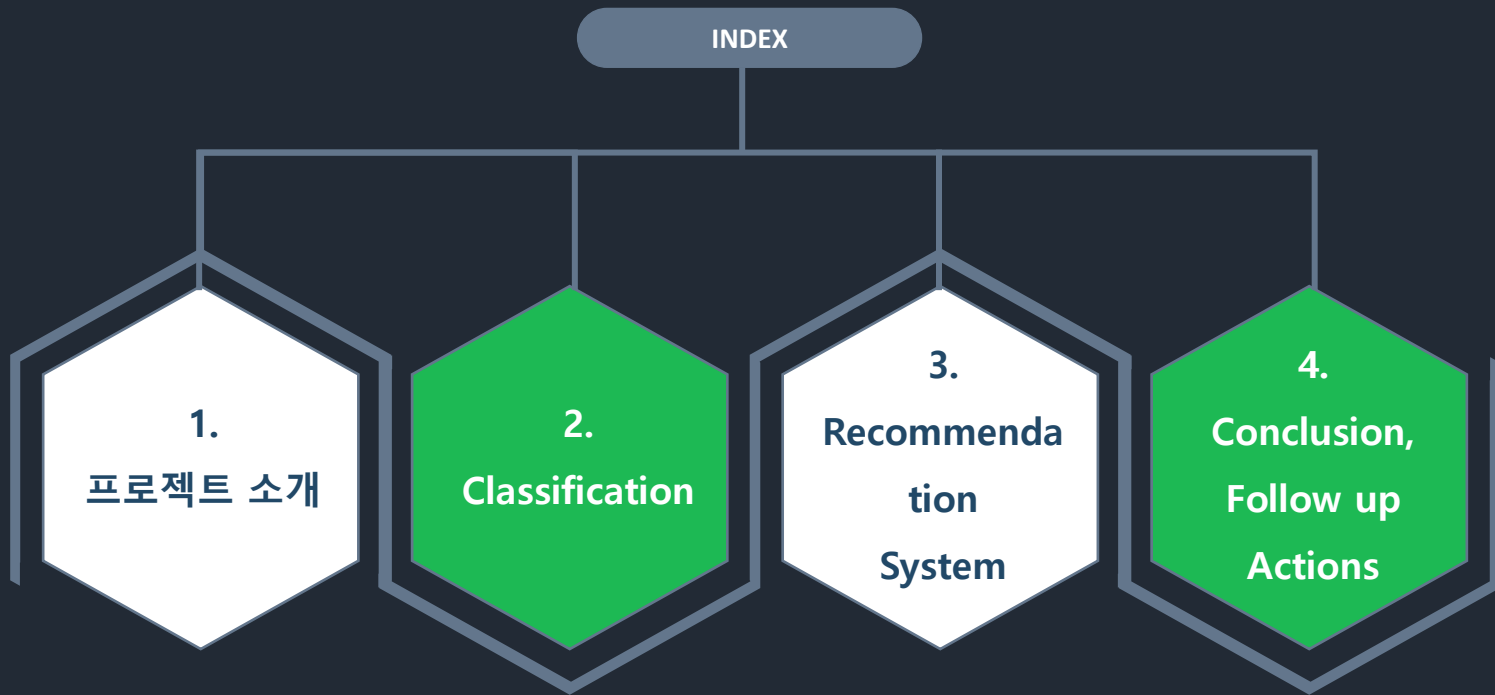 INDEX
1.
프로젝트 소개
2.
Classification
3.
Recommenda
tion
System
4.
Conclusion,
Follow up
Actions